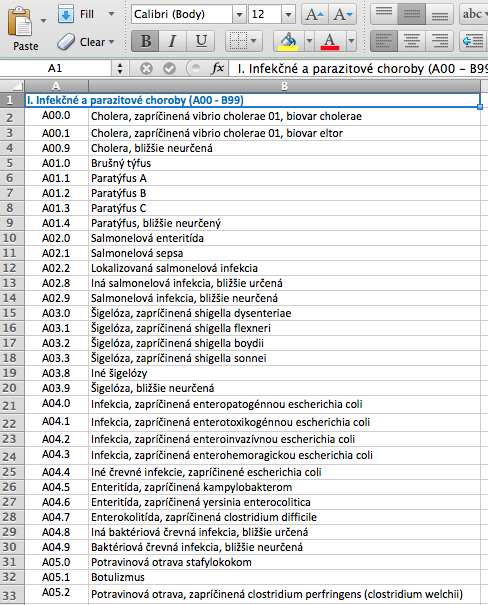 Fill
Calibri (Body) 12 A A abc
Paste Clear B I U A
A1 fx I. Infekčné a parazitové choroby (A00 – B99
A B
1 I. Infekčné a parazitové choroby (A00 - B99)
2 A00.0 Cholera, zapríčinená vibrio cholerae 01, biovar cholerae
3 A00.1 Cholera, zapríčinená vibrio cholerae 01, biovar eltor
4 A00.9 Cholera, bližšie neurčená
5 A01.0 Brušný týfus
6 A01.1 Paratýfus A
7 A01.2 Paratýfus B
8 A01.3 Paratýfus C
9 A01.4 Paratýfus, bližšie neurčený
10 A02.0 Salmonelová enteritída
11 A02.1 Salmonelová sepsa
12 A02.2 Lokalizovaná salmonelová infekcia
13 A02.8 Iná salmonelová infekcia, bližšie určená
14 A02.9 Salmonelová infekcia, bližšie neurčená
15 A03.0 Šigelóza, zapríčinená shigella dysenteriae
16 A03.1 Šigelóza, zapríčinená shigella flexneri
17 A03.2 Šigelóza, zapríčinená shigella boydii
18 A03.3 Šigelóza, zapríčinená shigella sonnei
19 A03.8 Iné šigelózy
20 A03.9 Šigelóza, bližšie neurčená
21 A04.0 Infekcia, zapríčinená enteropatogénnou escherichia coli
22 A04.1 Infekcia, zapríčinená enterotoxikogénnou escherichia coli
23 A04.2 Infekcia, zapríčinená enteroinvazívnou escherichia coli
24 A04.3 Infekcia, zapríčinená enterohemoragickou escherichia coli
25 A04.4 Iné črevné infekcie, zapríčinené escherichia coli
26 A04.5 Enteritída, zapríčinená kampylobakterom
27 A04.6 Enteritída, zapríčinená yersinia enterocolitica
28 A04.7 Enterokolitída, zapríčinená clostridium difficile
29 A04.8 Iná baktériová črevná infekcia, bližšie určená
30 A04.9 Baktériová črevná infekcia, bližšie neurčená
31 A05.0 Potravinová otrava stafylokokom
32 A05.1 Botulizmus
33 A05.2 Potravinová otrava, zapríčinená clostridium perfringens (clostridium welchii)